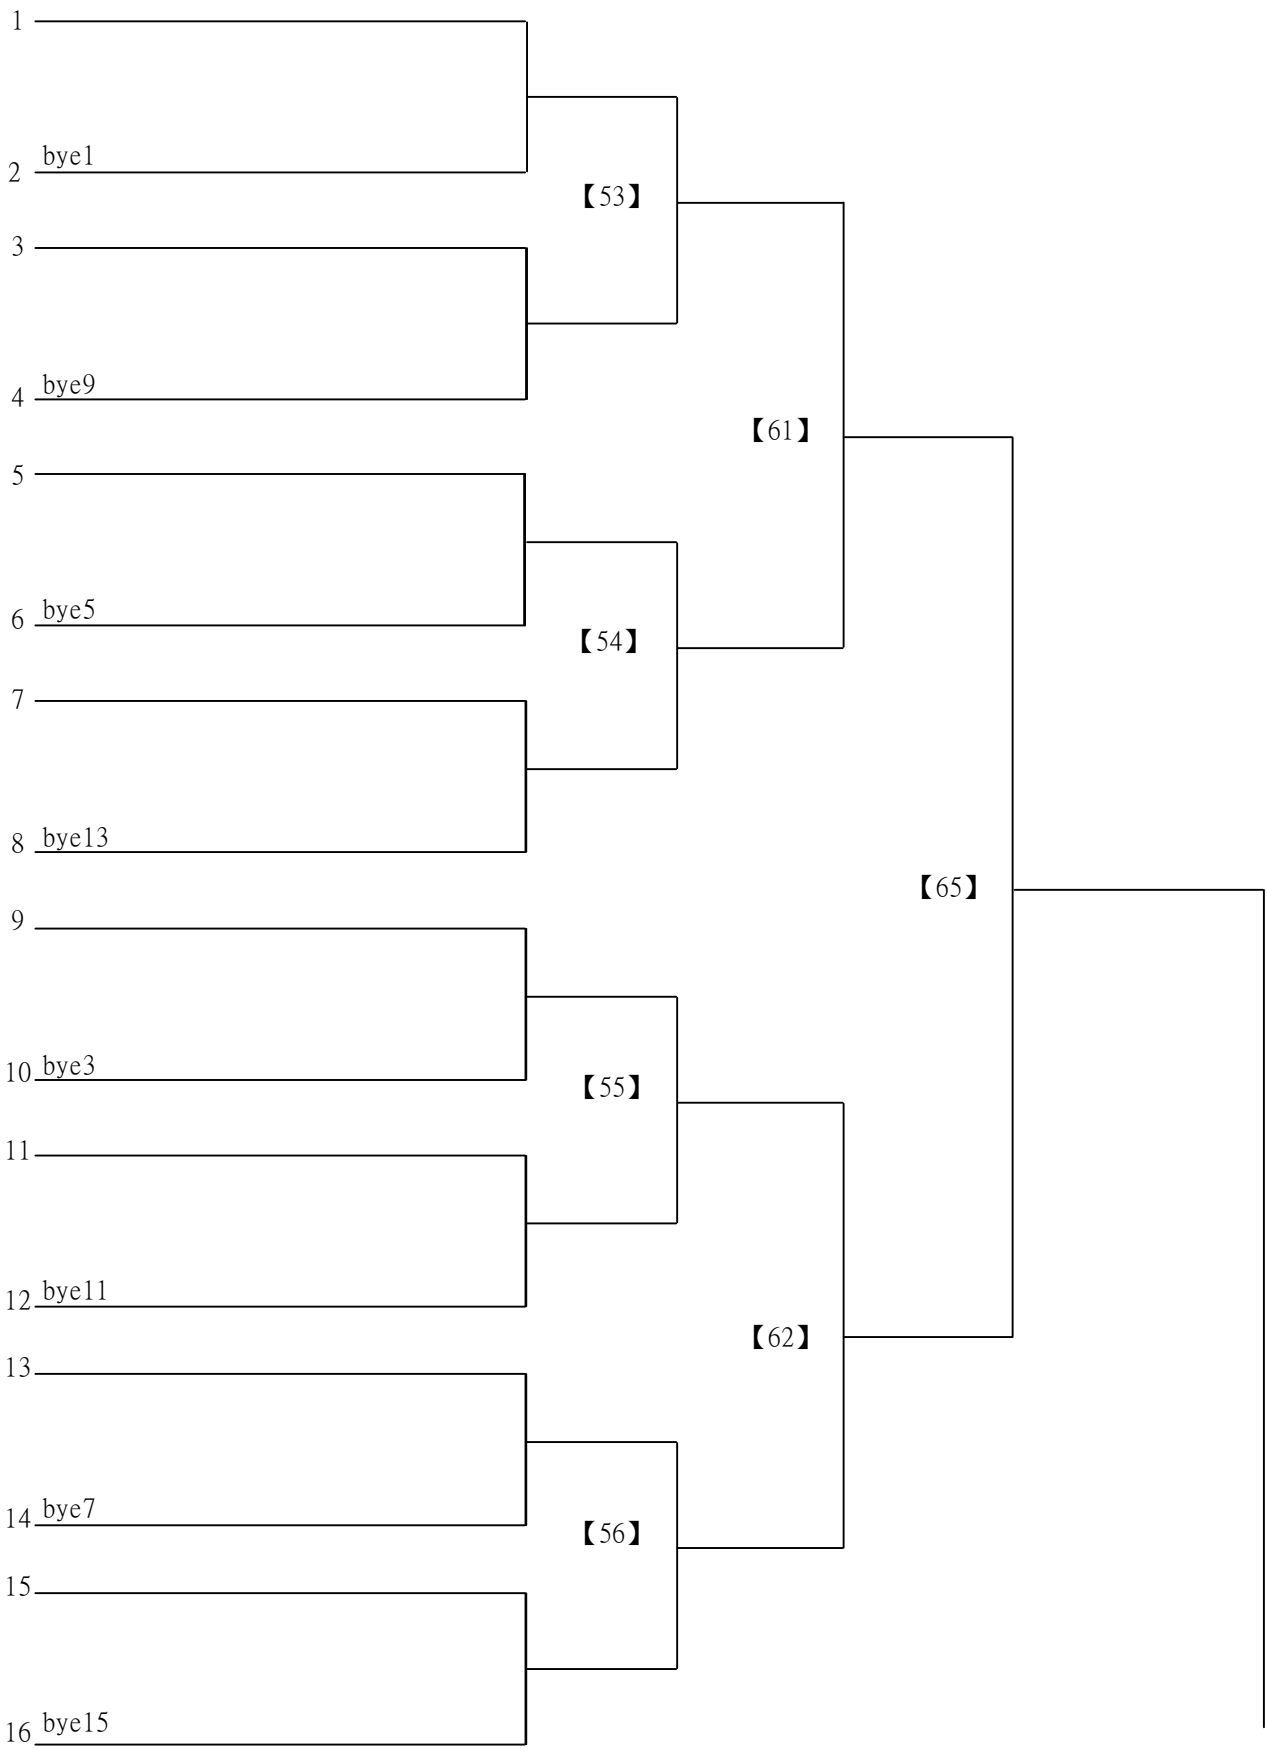 1
2 bye1
【53】
3
4 bye9
【61】
5
6 bye5
【54】
7
8 bye13
【65】
9
10 bye3
【55】
11
12 bye11
【62】
13
14 bye7
【56】
15
16 bye15